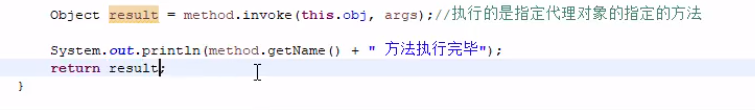 Object result = method.invoke(this.obj, args);//执行的是指定代理对象的指定的方法
System.out.println(method.getName() + " 方法执行完毕");
return result;
}